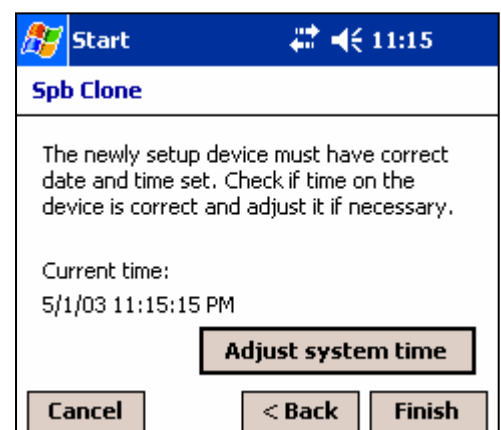 Start 11:15
Spb Clone
The newly setup device must have correct
date and time set. Check if time on the
device is correct and adjust it if necessary.
Current time:
5/1/03 11:15:15 PM
Adjust system time
Cancel < Back Finish